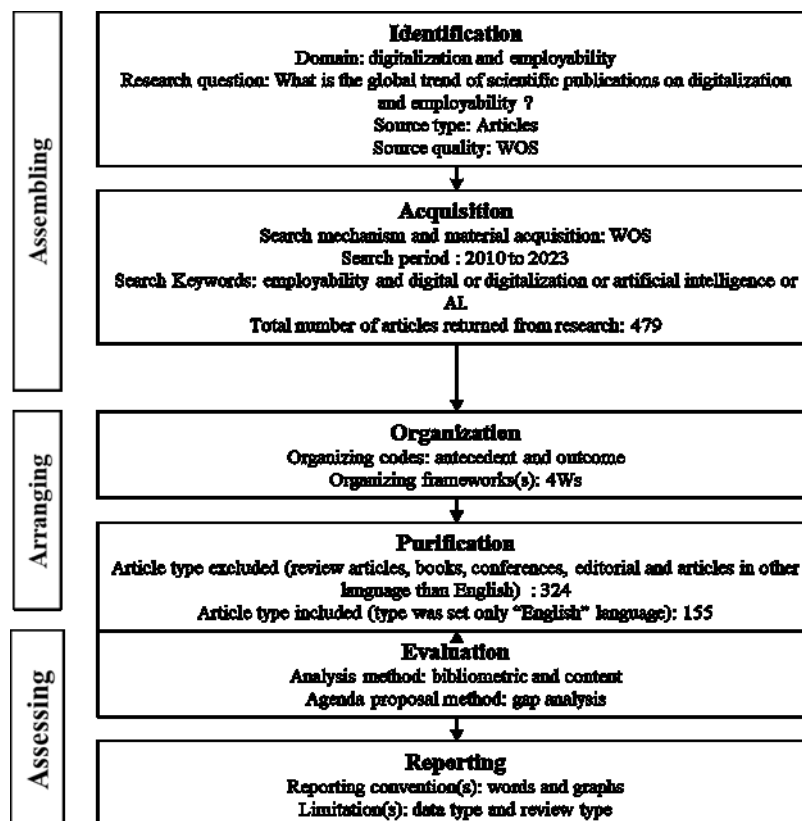 Assembling
Identification
Domain: digitalization and employability
Research question: What is the global trend of scientific publications on digitalization
and employability ?
Source type: Articles
Source quality: WOS
Acquisition
Search mechanism and material acquisition: WOS
Search period : 2010 to 2023
Search Keywords: employability and digital or digitalization or artificial intelligence or
AL
Total number of articles returned from research: 479
Arranging
Organization
Organizing codes: antecedent and outcome
Organizing frameworks(s): 4Ws
Purification
Article type excluded (review articles, books, conferences, editorial and articles in other
language than English) : 324
Article type included (type was set only “English” language): 155
Assessing
Evaluation
Analysis method: bibliometric and content
Agenda proposal method: gap analysis
Reporting
Reporting convention(s): words and graphs
Limitation(s): data type and review type